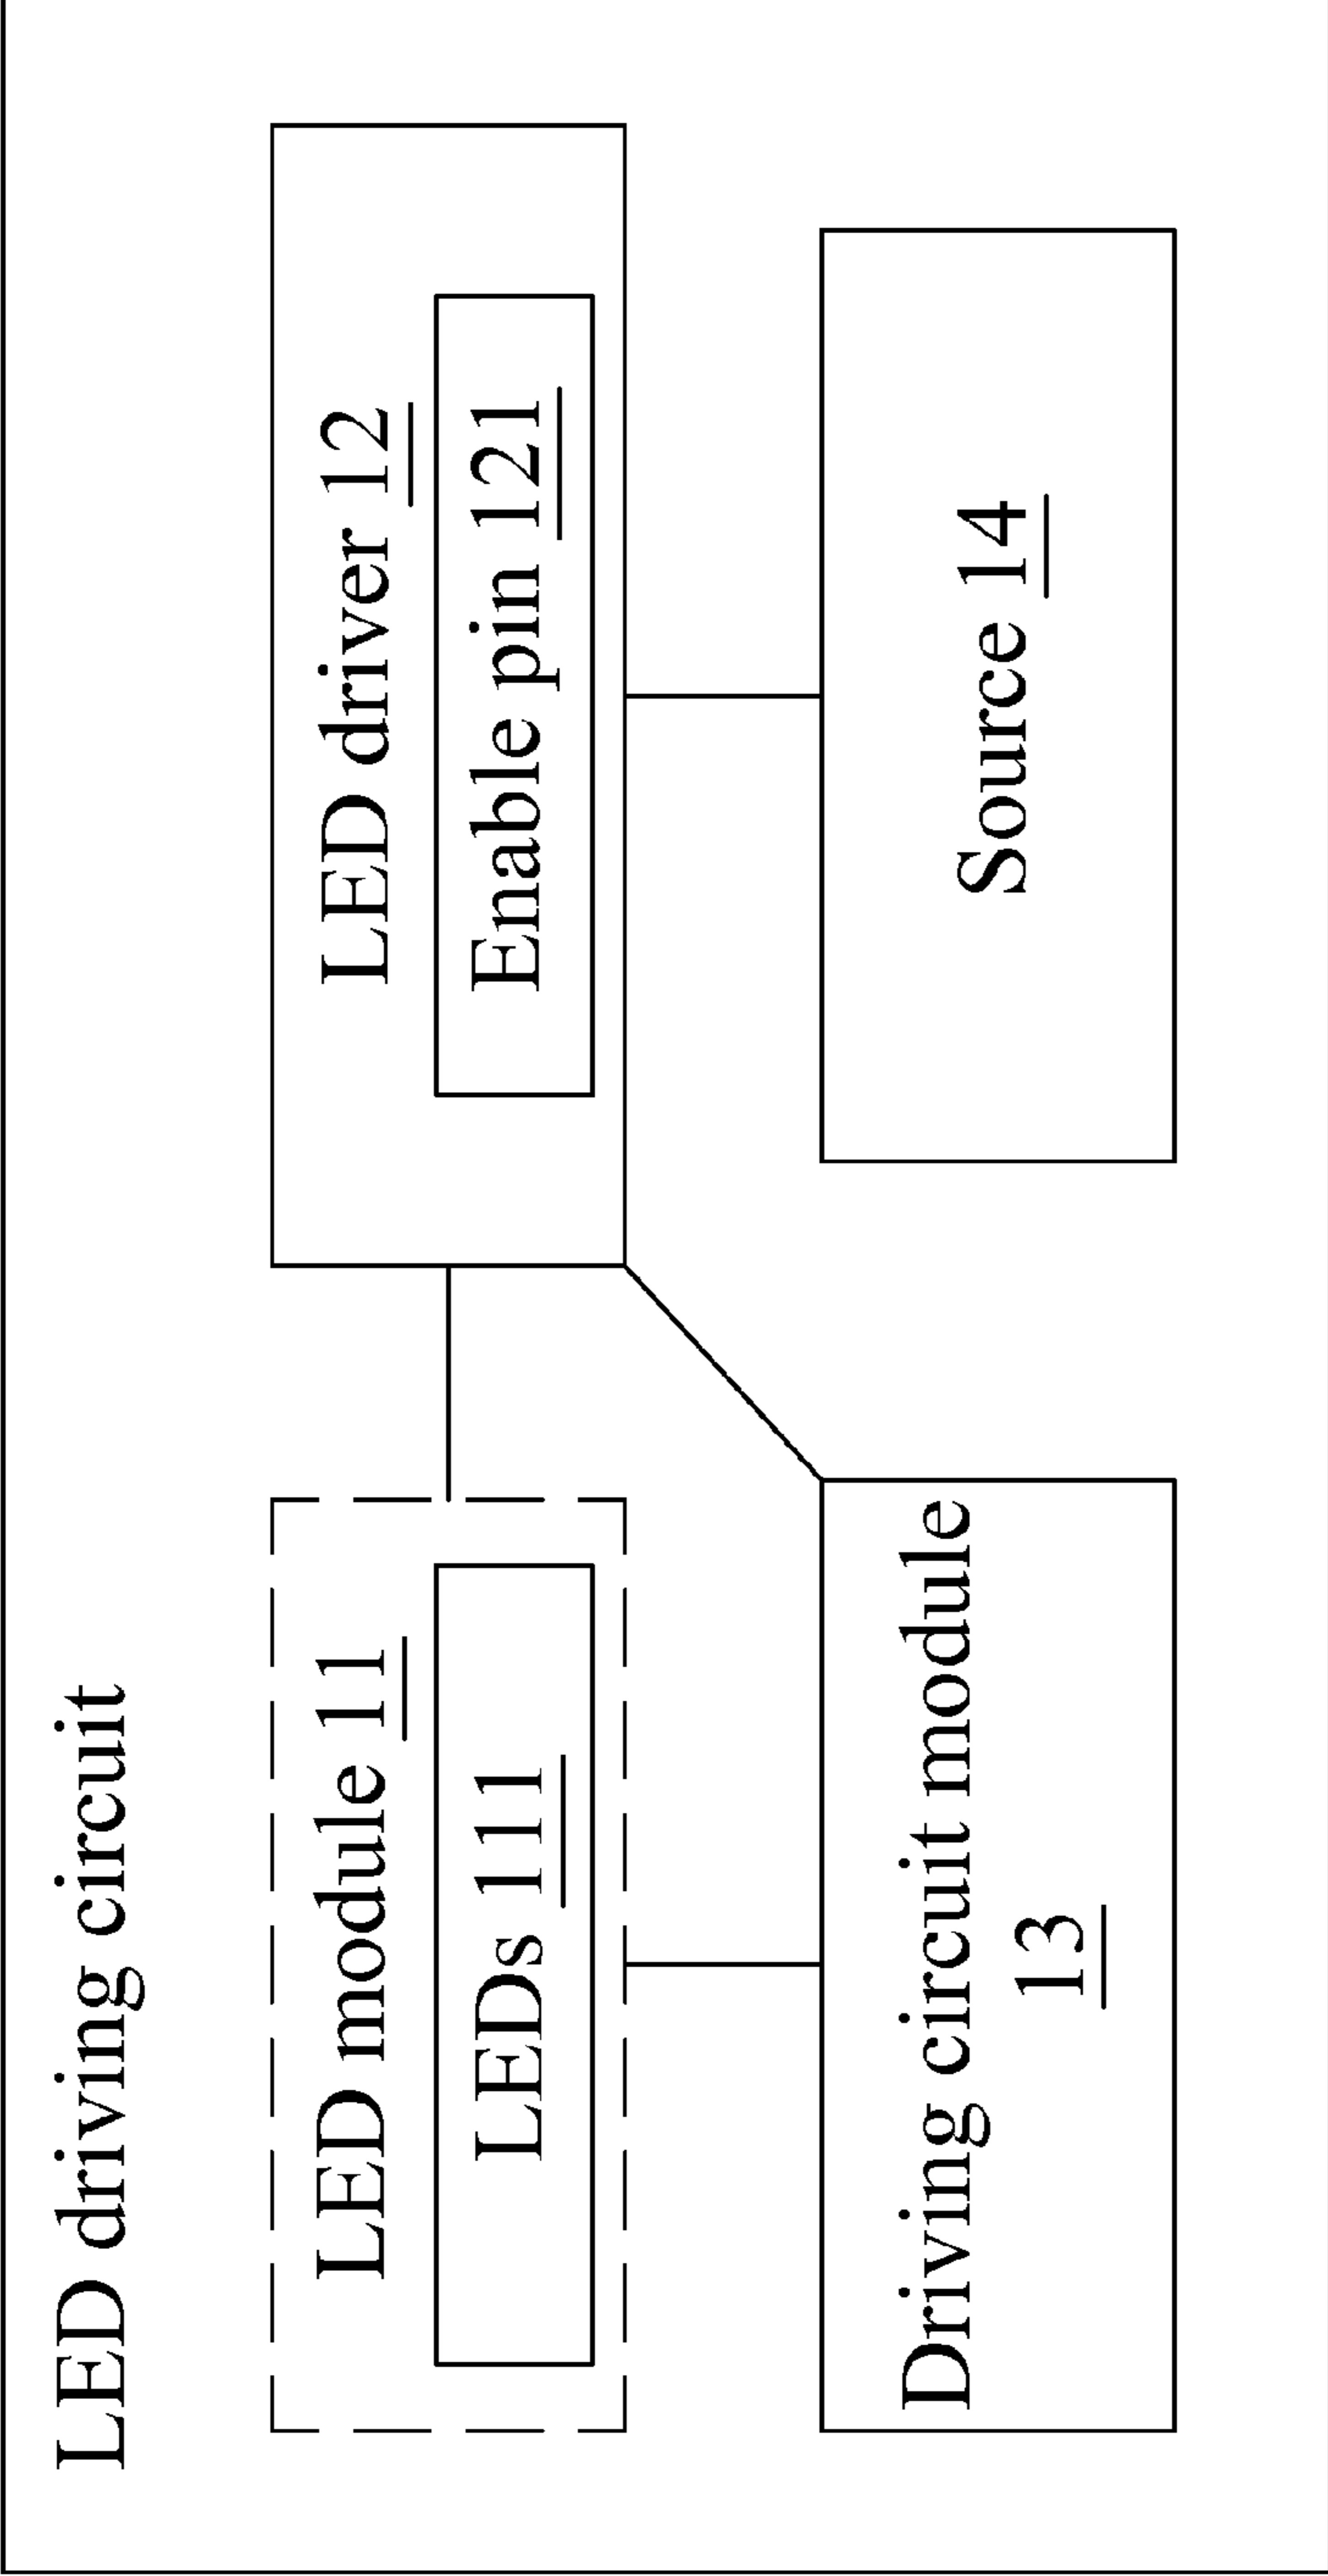 LED driving circuit
LED module 11
LEDs 111
LED driver 12
Enable pin 121
Driving circuit module
13
Source 14